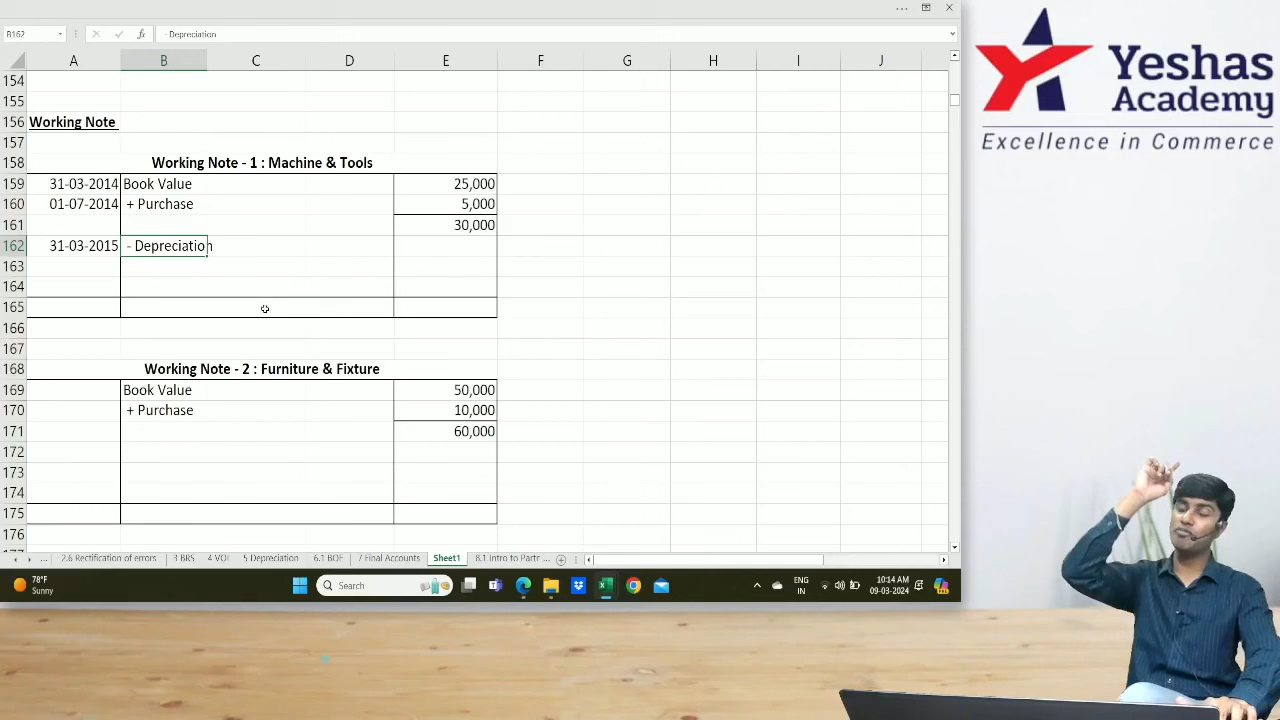 B162
- Depreciation
A B C D E F G H I J
154
155
156 Working Note
157
158 Working Note - 1 : Machine & Tools
159 31-03-2014 Book Value 25,000
160 01-07-2014 + Purchase 5,000
161 30,000
162 31-03-2015 - Depreciation
163
164
165
166
167
168 Working Note - 2 : Furniture & Fixture
169 Book Value 50,000
170 + Purchase 10,000
171 60,000
172
173
174
175
176
2.6 Rectification of errors 3 BRS 4 VOI 5 Depreciation 6.1 BOE 7 Final Accounts Sheet1 8.1 Intro to Partr ...
78°F
Sunny
Search
ENG
IN
10:14 AM
09-03-2024
Yeshas
Academy
Excellence in Commerce